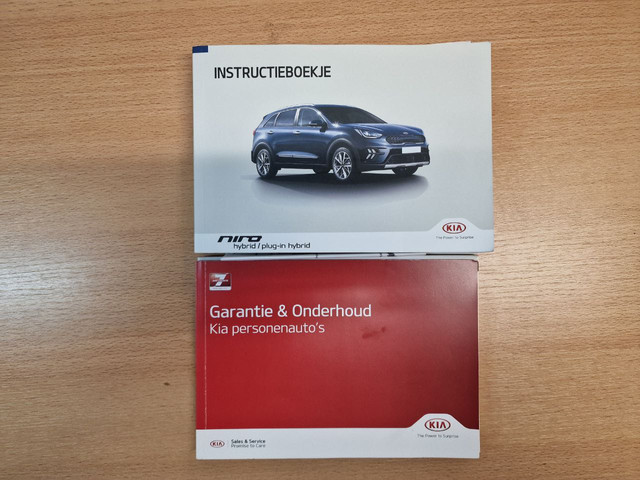 INSTRUCTIEBOEKJE
niro
hybrid / plug-in hybrid
KIA
The Power to Surprise
7
Garantie & Onderhoud
Kia personenauto's
KIA
The Power to Surprise
KIA
Sales & Service
Promise to Care